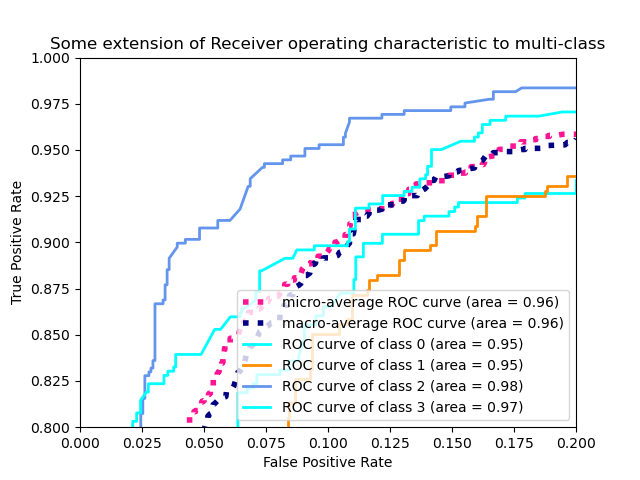 Some extension of Receiver operating characteristic to multi-class
1.000
0.975
0.950
0.925
0.900
0.875
0.850
0.825
0.800
True Positive Rate
micro-average ROC curve (area = 0.96)
macro-average ROC curve (area = 0.96)
ROC curve of class 0 (area = 0.95)
ROC curve of class 1 (area = 0.95)
ROC curve of class 2 (area = 0.98)
ROC curve of class 3 (area = 0.97)
0.000 0.025 0.050 0.075 0.100 0.125 0.150 0.175 0.200
False Positive Rate